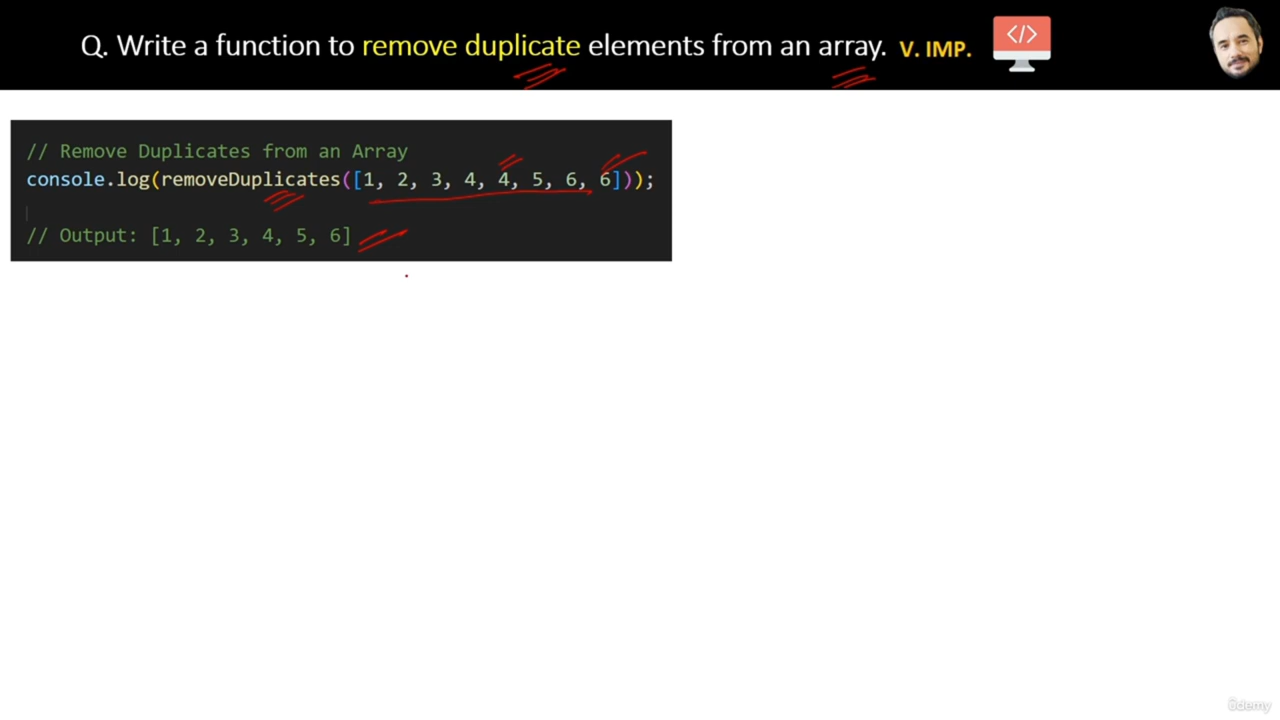 Q. Write a function to remove duplicate elements from an array. V. IMP.
</>
// Remove Duplicates from an Array
console.log(removeDuplicates([1, 2, 3, 4, 4, 5, 6, 6]));
// Output: [1, 2, 3, 4, 5, 6]
ûdemy